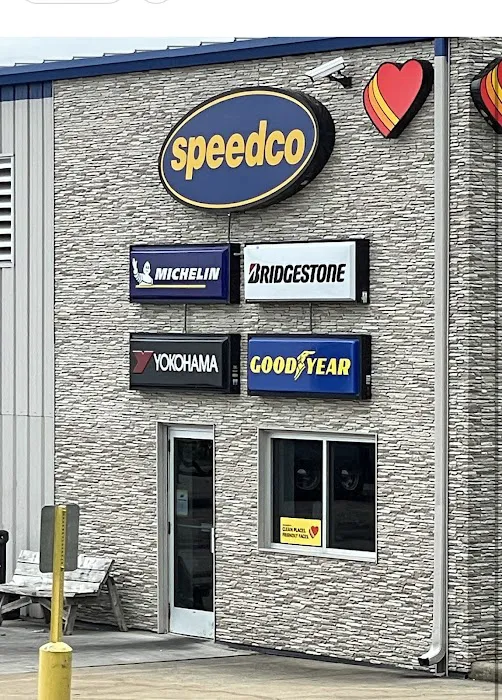 speedco
MICHELIN
BRIDGESTONE
YOKOHAMA
GOODYEAR
CLEAN PLACES.
FRIENDLY FACES.